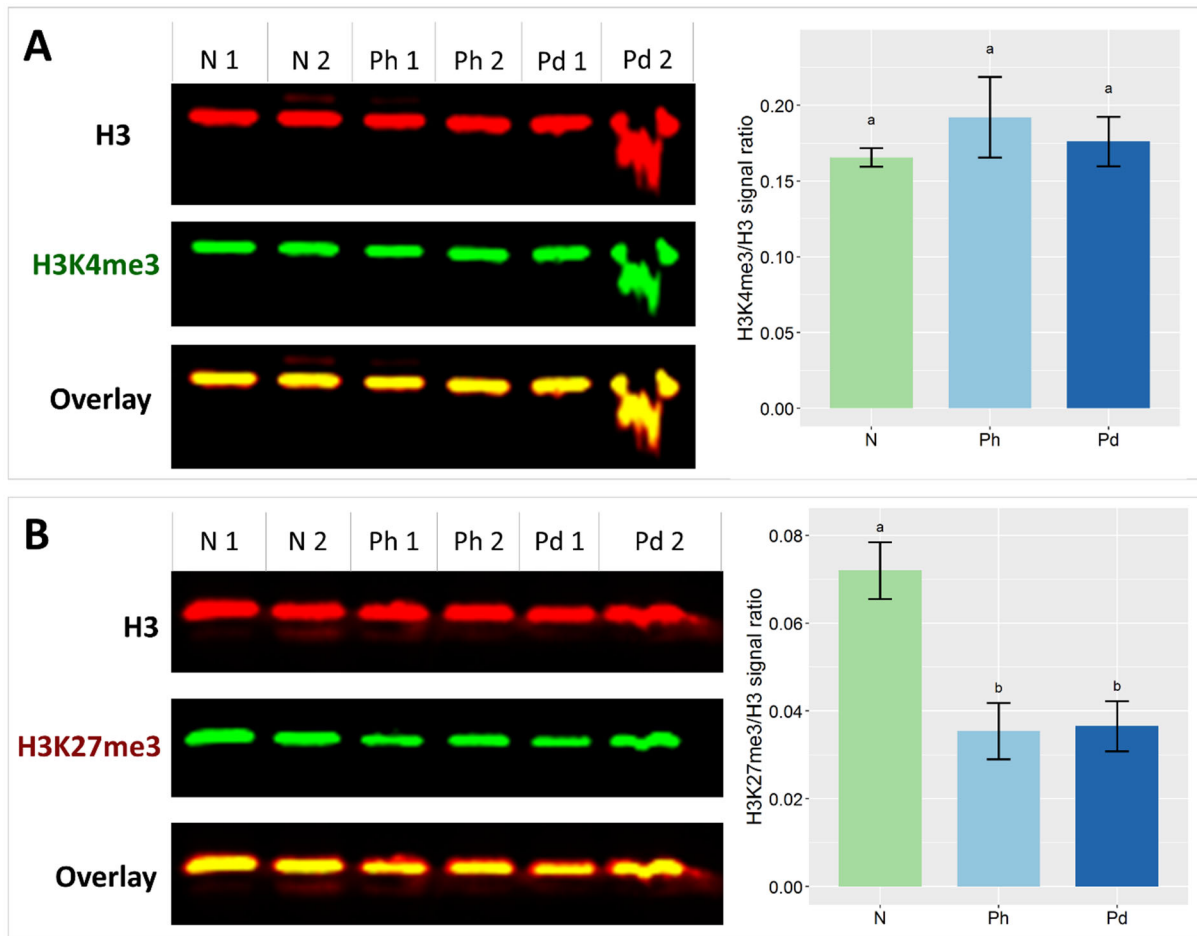 A
N 1 N 2 Ph 1 Ph 2 Pd 1 Pd 2
H3
H3K4me3
Overlay
H3K4me3/H3 signal ratio
0.20
0.15
0.10
0.05
0.00
a
a
a
N Ph Pd
B
N 1 N 2 Ph 1 Ph 2 Pd 1 Pd 2
H3
H3K27me3
Overlay
H3K27me3/H3 signal ratio
0.08
0.06
0.04
0.02
0.00
a
b
b
N Ph Pd